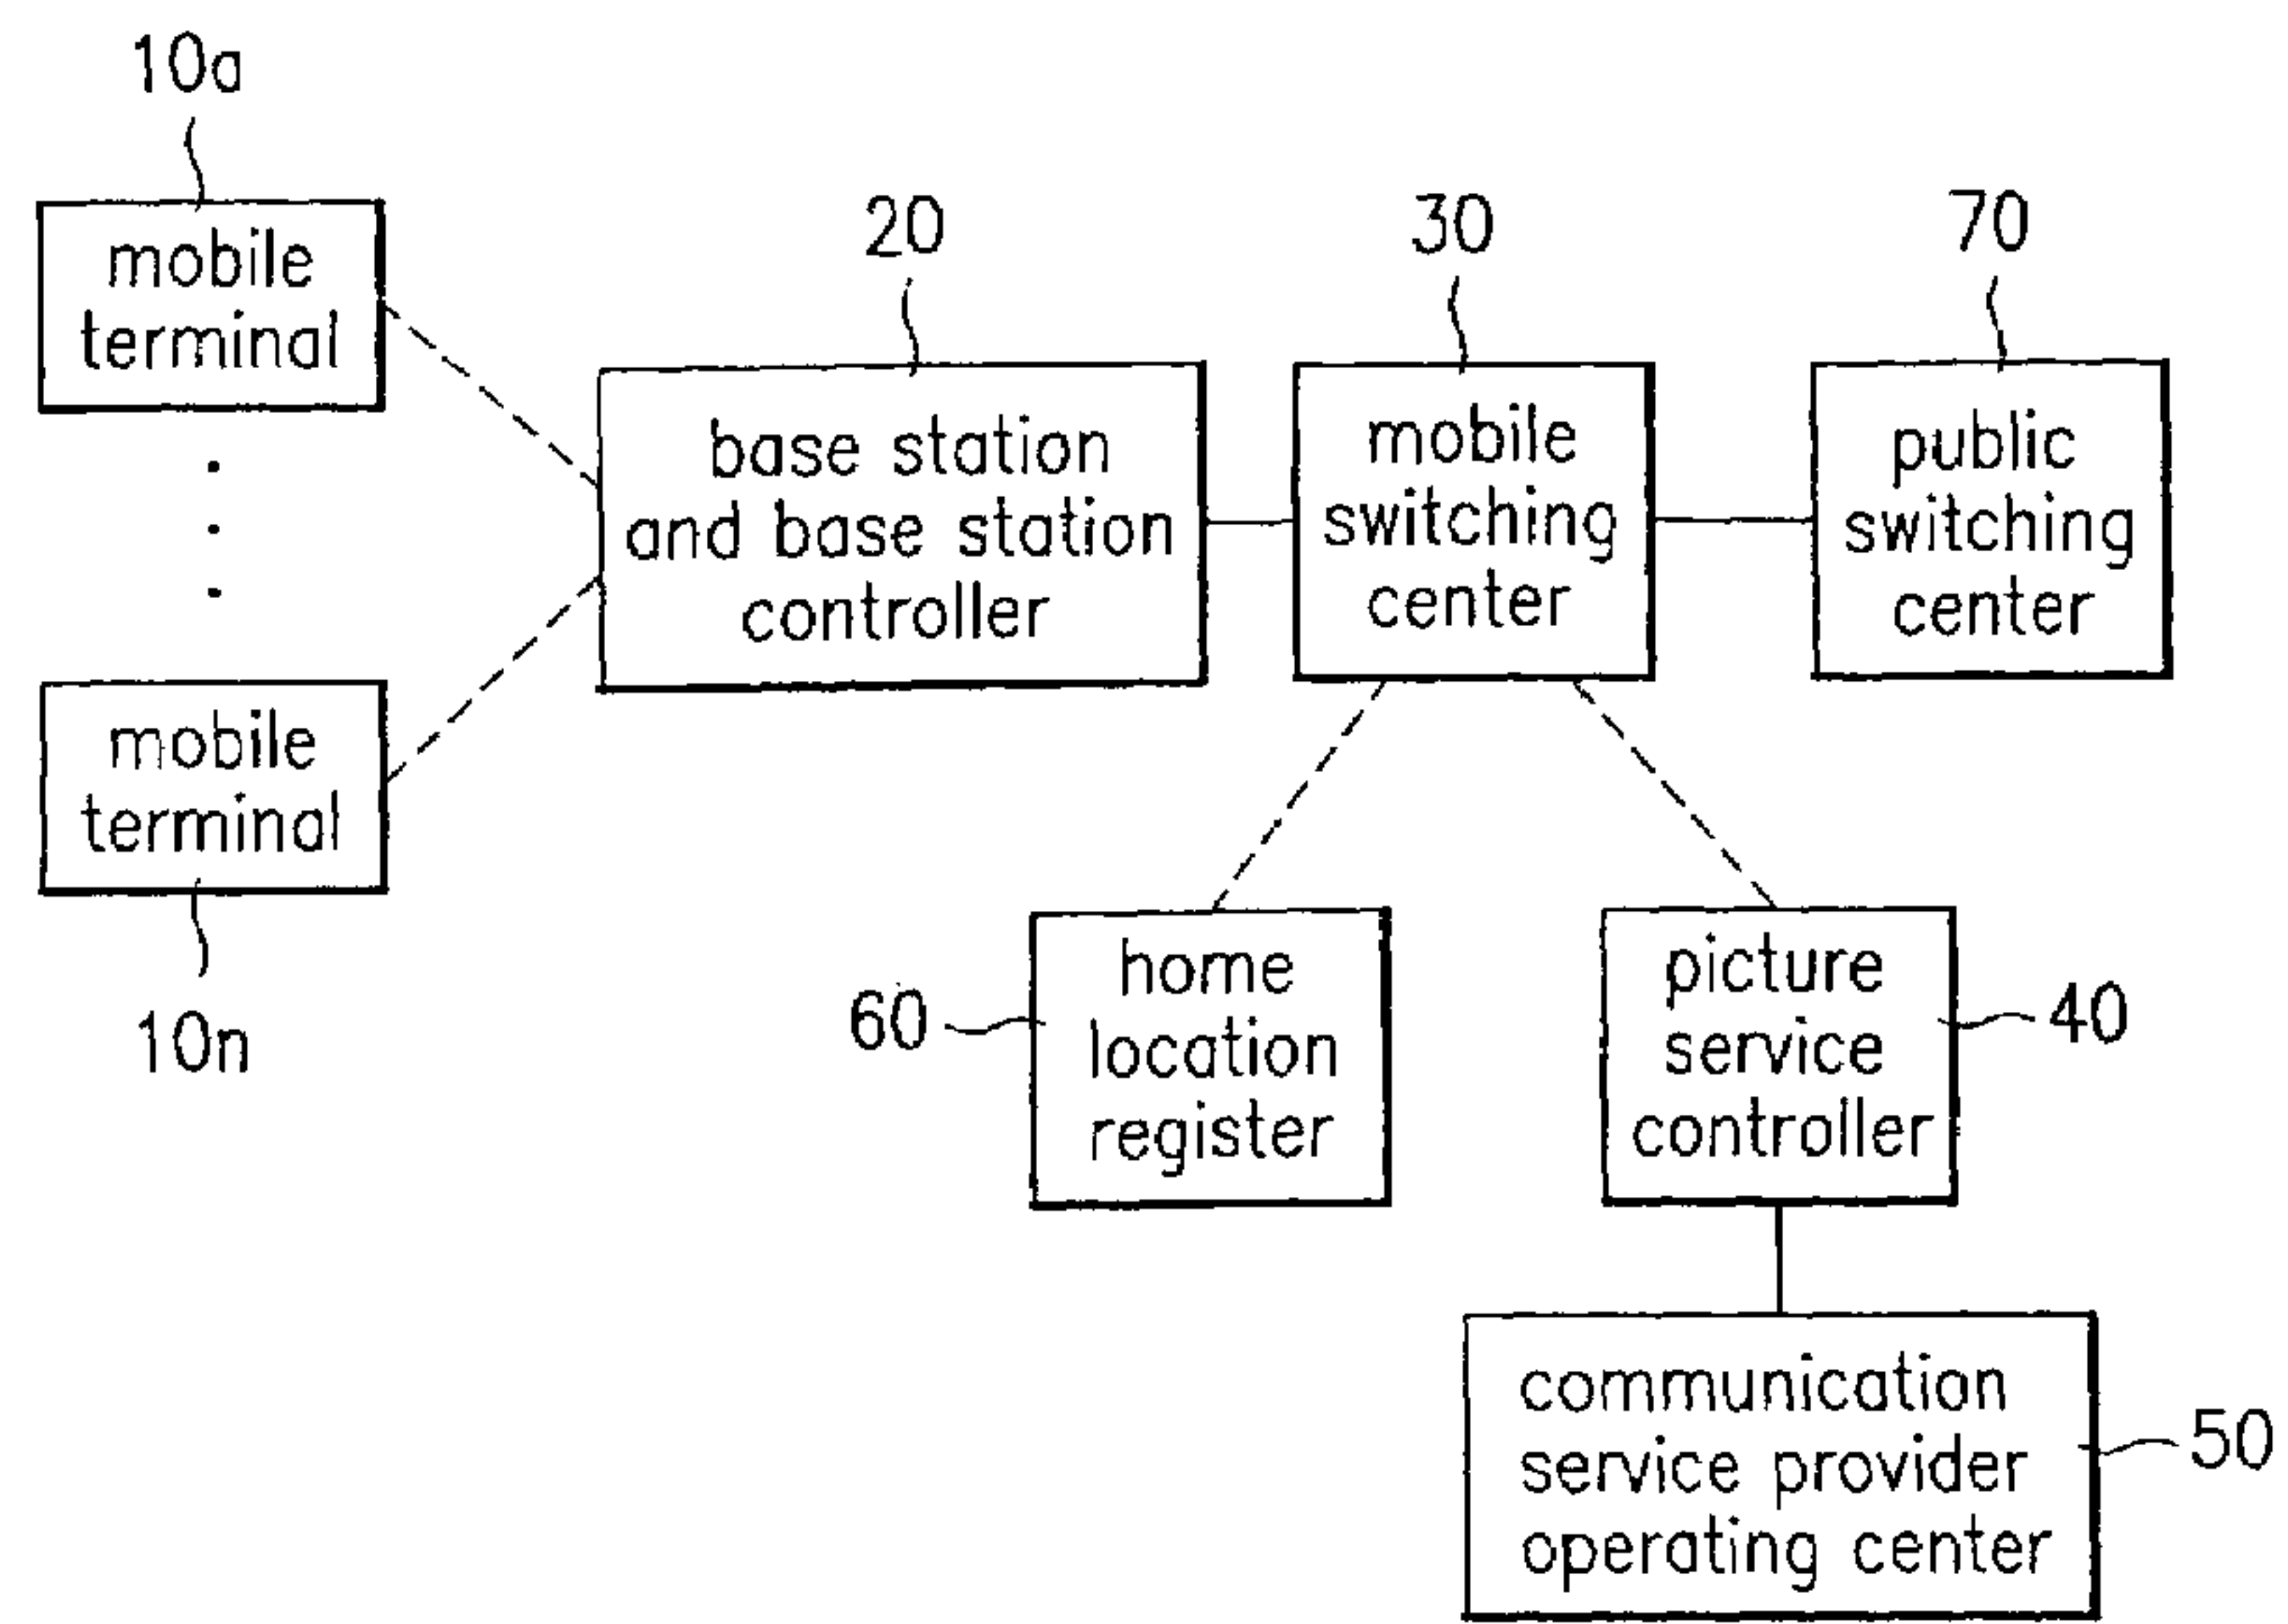 10a
mobile
terminal
20
base station
and base station
controller
30
mobile
switching
center
70
public
switching
center
mobile
terminal
10n
60
home
location
register
picture
service
controller
40
communication
service provider
operating center
50